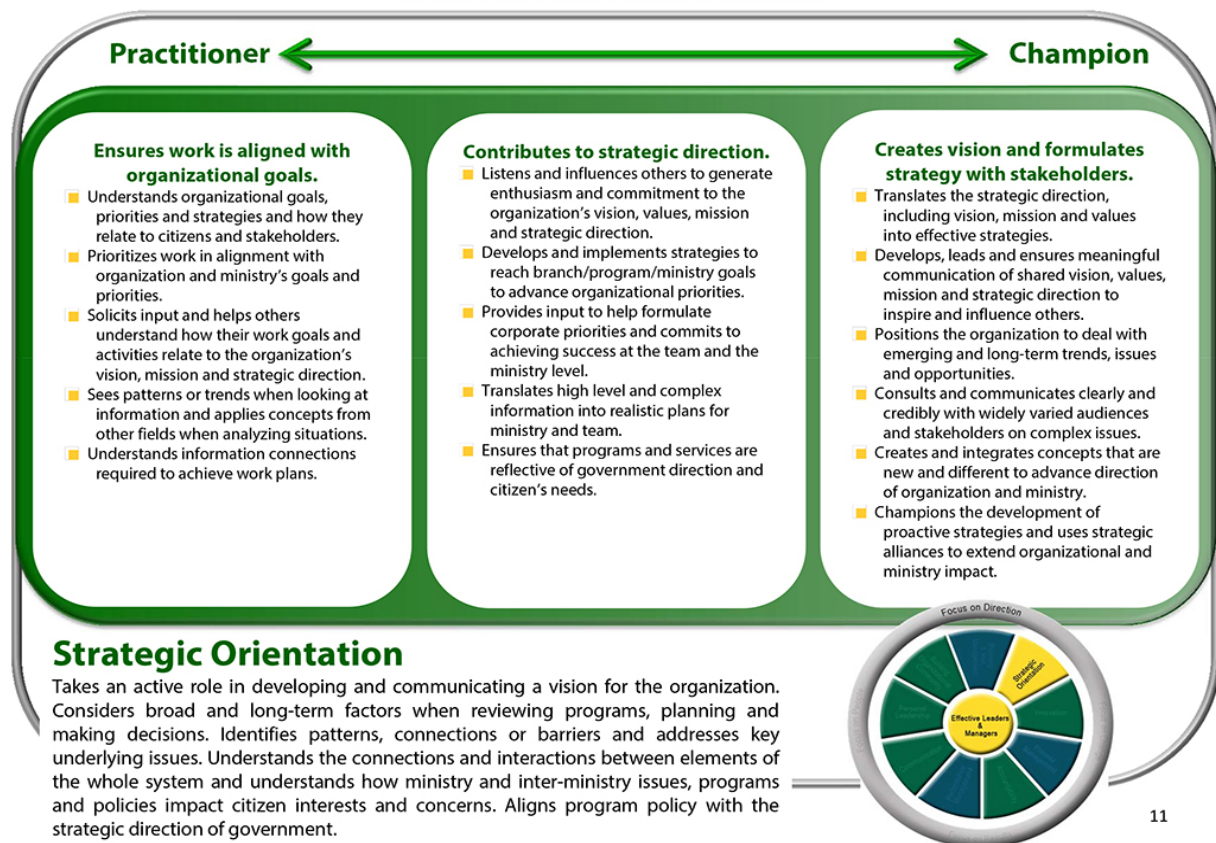 Practitioner
Champion
Ensures work is aligned with
organizational goals.
Understands organizational goals,
priorities and strategies and how they
relate to citizens and stakeholders.
Prioritizes work in alignment with
organization and ministry's goals and
priorities.
Solicits input and helps others
understand how their work goals and
activities relate to the organization's
vision, mission and strategic direction.
Sees patterns or trends when looking at
information and applies concepts from
other fields when analyzing situations.
Understands information connections
required to achieve work plans.
Contributes to strategic direction.
Listens and influences others to generate
enthusiasm and commitment to the
organization's vision, values, mission
and strategic direction.
Develops and implements strategies to
reach branch/program/ministry goals
to advance organizational priorities.
Provides input to help formulate
corporate priorities and commits to
achieving success at the team and the
ministry level.
Translates high level and complex
information into realistic plans for
ministry and team.
Ensures that programs and services are
reflective of government direction and
citizen's needs.
Creates vision and formulates
strategy with stakeholders.
Translates the strategic direction,
including vision, mission and values
into effective strategies.
Develops, leads and ensures meaningful
communication of shared vision, values,
mission and strategic direction to
inspire and influence others.
Positions the organization to deal with
emerging and long-term trends, issues
and opportunities.
Consults and communicates clearly and
credibly with widely varied audiences
and stakeholders on complex issues.
Creates and integrates concepts that are
new and different to advance direction
of organization and ministry.
Champions the development of
proactive strategies and uses strategic
alliances to extend organizational and
ministry impact.
Strategic Orientation
Takes an active role in developing and communicating a vision for the organization.
Considers broad and long-term factors when reviewing programs, planning and
making decisions. Identifies patterns, connections or barriers and addresses key
underlying issues. Understands the connections and interactions between elements of
the whole system and understands how ministry and inter-ministry issues, programs
and policies impact citizen interests and concerns. Aligns program policy with the
strategic direction of government.
Focus on Direction
Strategic
Orientation
Personal
Leadership
Innovation
Effective Leaders
&
Managers
11